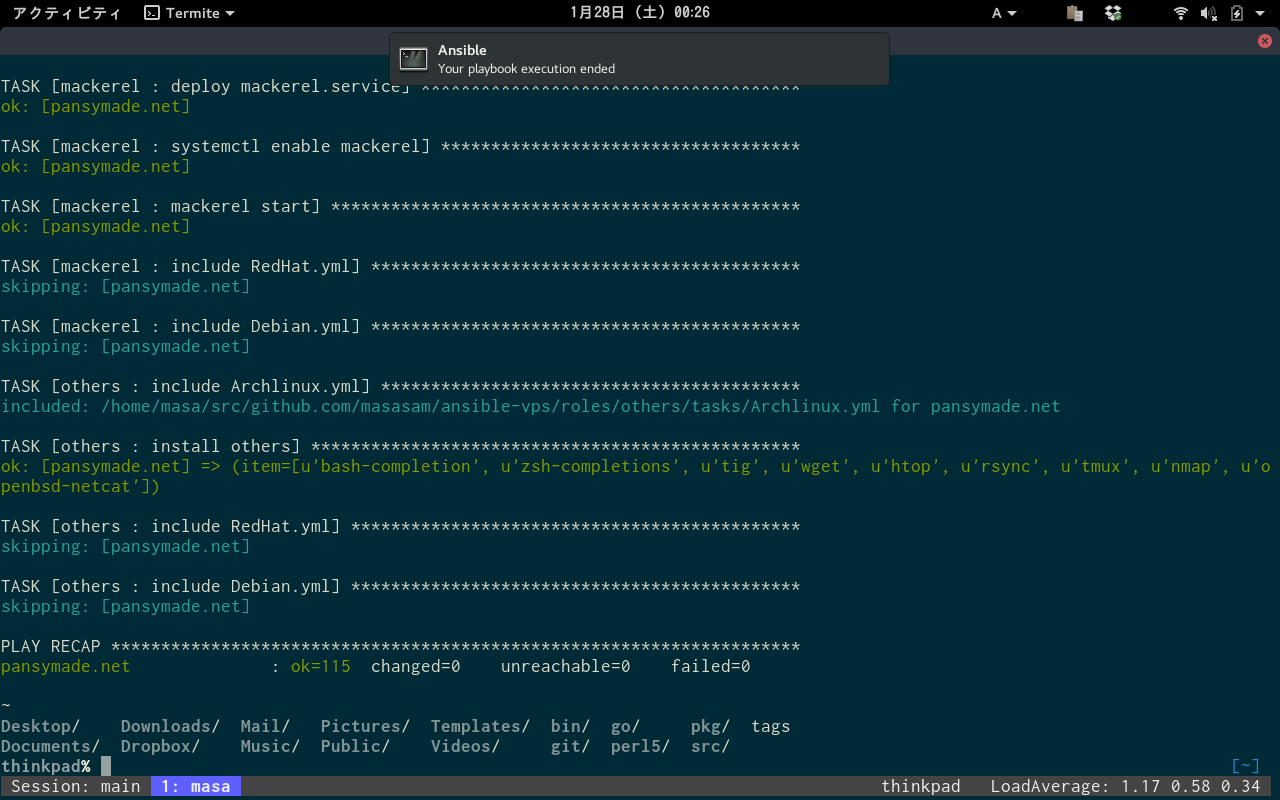 アクティビティ Termite 1月28日 (土) 00:26 A
Ansible
Your playbook execution ended
TASK [mackerel : deploy mackerel.service] **************************************
ok: [pansymade.net]
TASK [mackerel : systemctl enable mackerel] ************************************
ok: [pansymade.net]
TASK [mackerel : mackerel start] ***********************************************
ok: [pansymade.net]
TASK [mackerel : include RedHat.yml] *******************************************
skipping: [pansymade.net]
TASK [mackerel : include Debian.yml] *******************************************
skipping: [pansymade.net]
TASK [others : include Archlinux.yml] ******************************************
included: /home/masa/src/github.com/masasam/ansible-vps/roles/others/tasks/Archlinux.yml for pansymade.net
TASK [others : install others] *************************************************
ok: [pansymade.net] => (item=[u'bash-completion', u'zsh-completions', u'tig', u'wget', u'htop', u'rsync', u'tmux', u'nmap', u'o
penbsd-netcat'])
TASK [others : include RedHat.yml] *********************************************
skipping: [pansymade.net]
TASK [others : include Debian.yml] *********************************************
skipping: [pansymade.net]
PLAY RECAP *********************************************************************
pansymade.net : ok=115 changed=0 unreachable=0 failed=0
~
Desktop/ Downloads/ Mail/ Pictures/ Templates/ bin/ go/ pkg/ tags
Documents/ Dropbox/ Music/ Public/ Videos/ git/ perl5/ src/
thinkpad% [~]
Session: main 1: masa thinkpad LoadAverage: 1.17 0.58 0.34